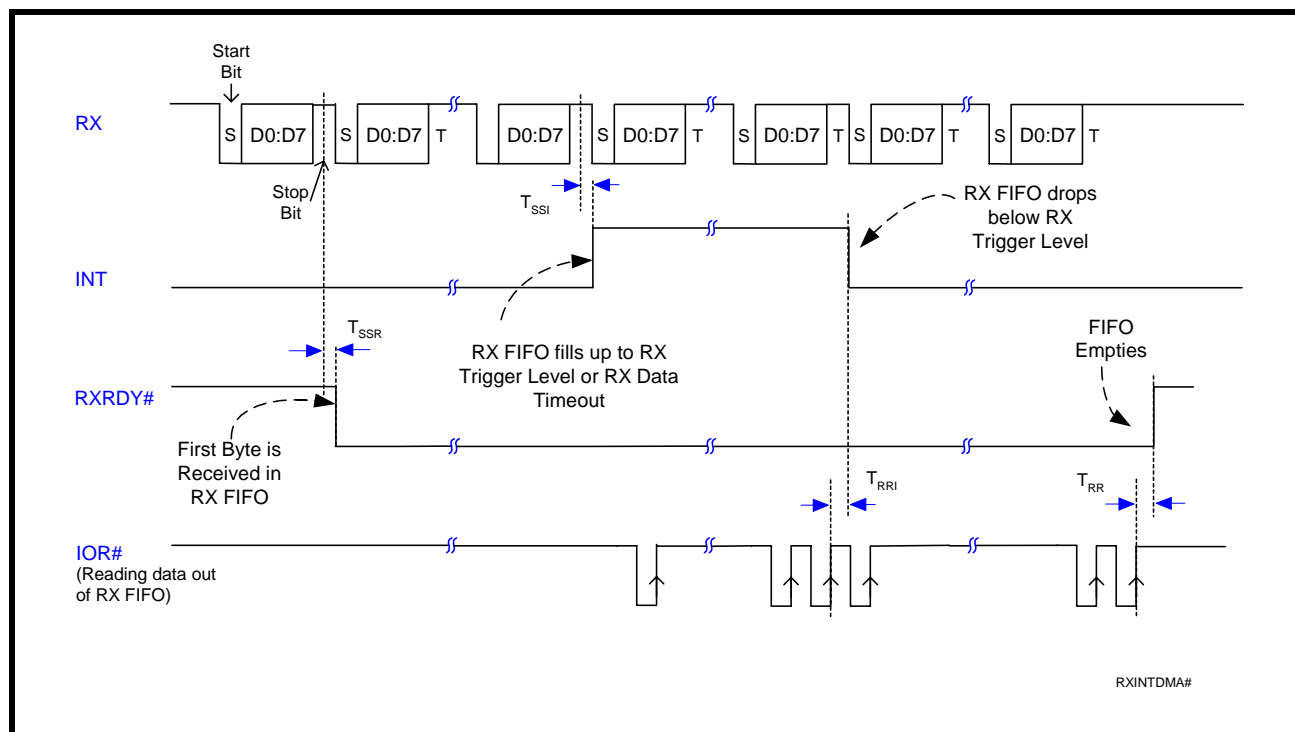 Start
Bit
RX
S
D0:D7
S
D0:D7
T
D0:D7
S
D0:D7
T
S
D0:D7
T
S
D0:D7
T
S
D0:D7
T
Stop
Bit
TSSI
RX FIFO drops
below RX
Trigger Level
INT
TSSR
RX FIFO fills up to RX
Trigger Level or RX Data
Timeout
FIFO
Empties
RXRDY#
First Byte is
Received in
RX FIFO
TRRI
TRR
IOR#
(Reading data out
of RX FIFO)
RXINTDMA#